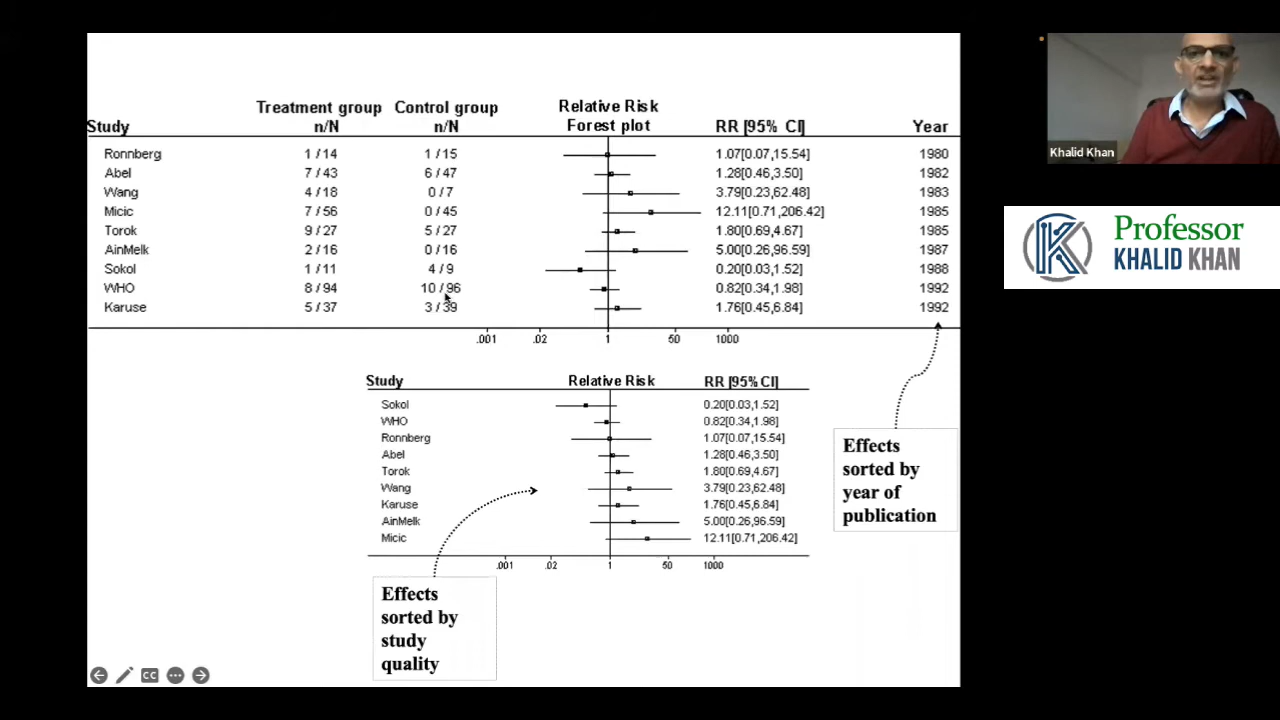 Treatment group Control group Relative Risk
Study n/N n/N Forest plot RR [95% CI] Year
Ronnberg 1 / 14 1 / 15 1.07[0.07,15.54] 1980
Abel 7 / 43 6 / 47 1.28[0.46,3.50] 1982
Wang 4 / 18 0 / 7 3.79[0.23,62.48] 1983
Micic 7 / 56 0 / 45 12.11[0.71,206.42] 1985
Torok 9 / 27 5 / 27 1.80[0.69,4.67] 1985
AinMelk 2 / 16 0 / 16 5.00[0.26,96.59] 1987
Sokol 1 / 11 4 / 9 0.20[0.03,1.52] 1988
WHO 8 / 94 10 / 96 0.82[0.34,1.98] 1992
Karuse 5 / 37 3 / 39 1.76[0.45,6.84] 1992
.001 .02 1 50 1000
Study Relative Risk RR [95%CI]
Sokol 0.20[0.03,1.52]
WHO 0.82[0.34,1.98]
Ronnberg 1.07[0.07,15.54]
Abel 1.28[0.46,3.50]
Torok 1.80[0.69,4.67]
Wang 3.79[0.23,62.48]
Karuse 1.76[0.45,6.84]
AinMelk 5.00[0.26,96.59]
Micic 12.11[0.71,206.42]
.001 .02 1 50 1000
Effects
sorted by
year of
publication
Effects
sorted by
study
quality
CC
Khalid Khan
Professor
KHALID KHAN